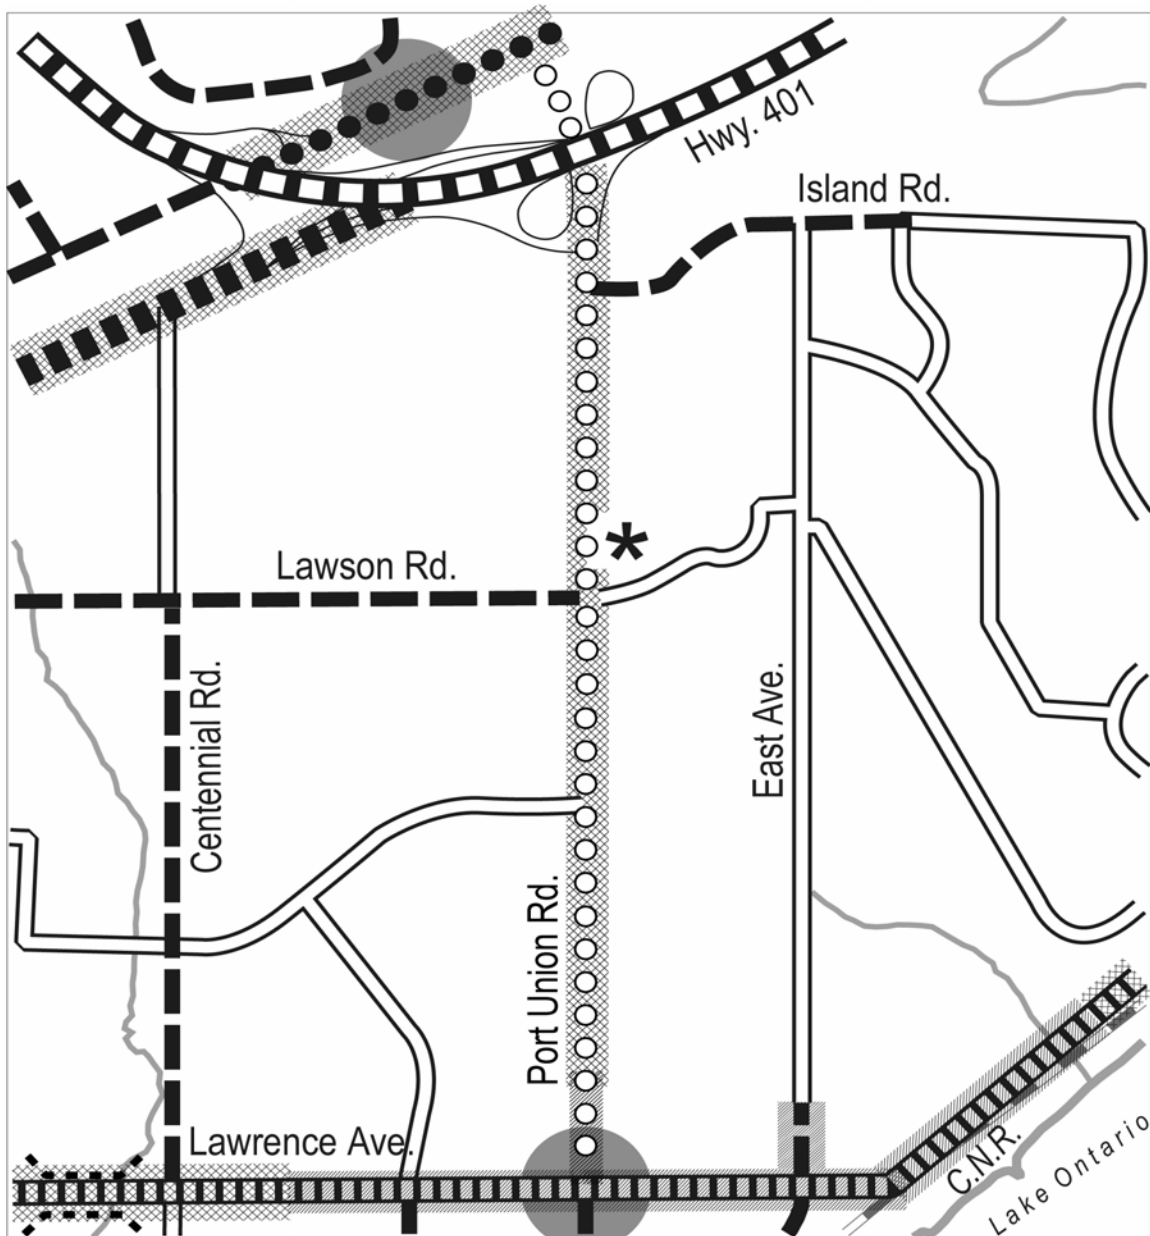 Hwy. 401
Island Rd.
*
Lawson Rd.
Centennial Rd.
East Ave.
Port Union Rd.
Lawrence Ave.
C.N.R.
Lake Ontario